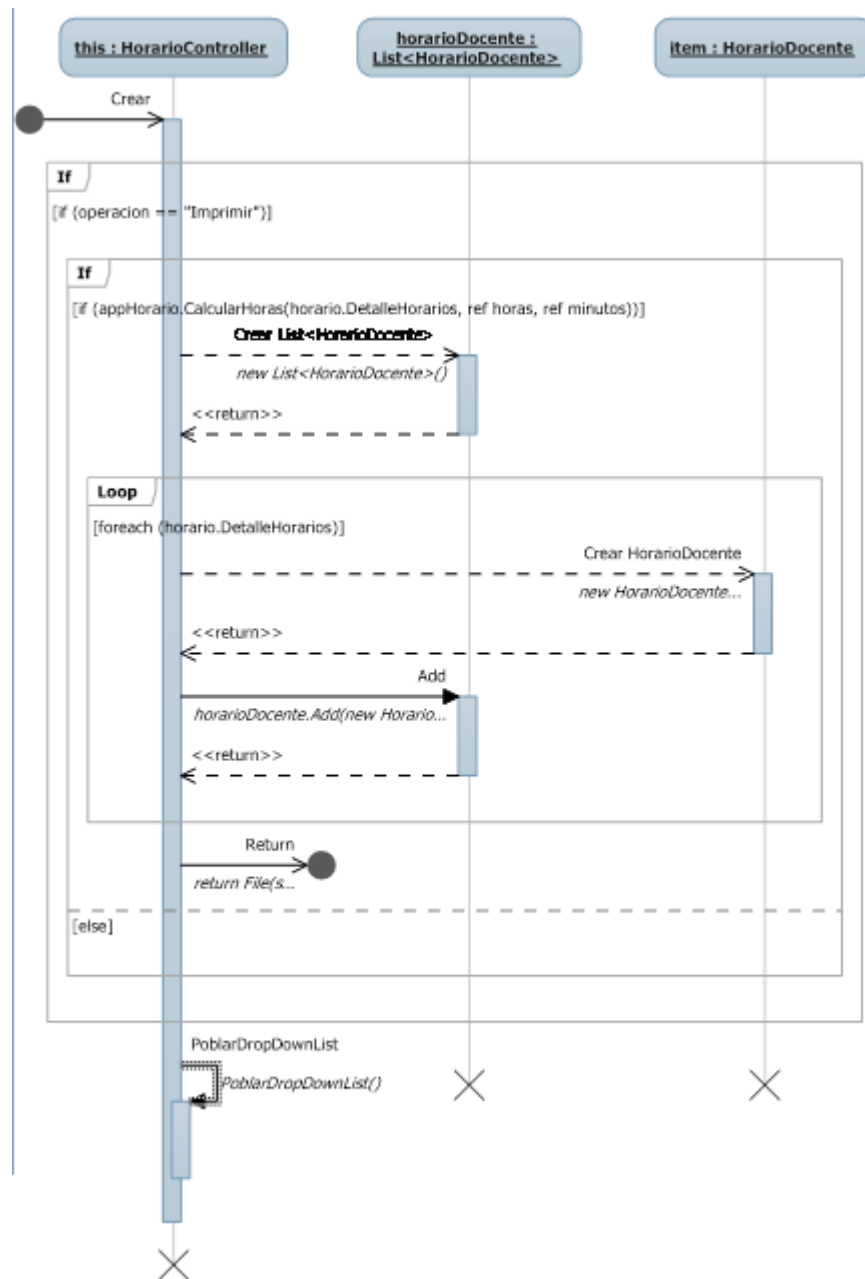 this : HorarioController
horarioDocente :
List<HorarioDocente>
item : HorarioDocente
Crear
If
[if (operacion == "Imprimir")]
If
[if (appHorario.CalcularHoras(horario.DetalleHorarios, ref horas, ref minutos))]
Crear List<HorarioDocente>
new List<HorarioDocente>()
<<return>>
Loop
[foreach (horario.DetalleHorarios)]
Crear HorarioDocente
new HorarioDocente...
<<return>>
Add
horarioDocente.Add(new Horario...
<<return>>
Return
return File(s...
[else]
PoblarDropDownList
PoblarDropDownList()